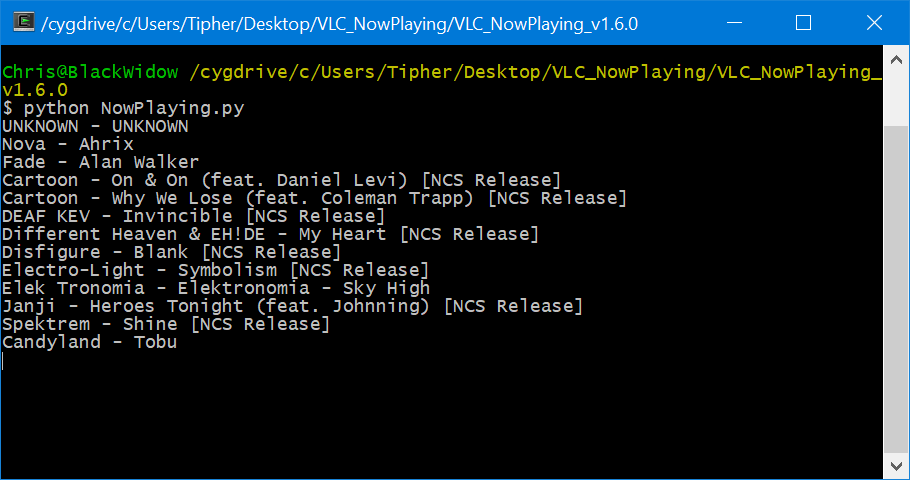 /cygdrive/c/Users/Tipher/Desktop/VLC_NowPlaying/VLC_NowPlaying_v1.6.0
Chris@BlackWidow /cygdrive/c/Users/Tipher/Desktop/VLC_NowPlaying/VLC_NowPlaying_
v1.6.0
$ python NowPlaying.py
UNKNOWN - UNKNOWN
Nova - Ahrix
Fade - Alan Walker
Cartoon - On & On (feat. Daniel Levi) [NCS Release]
Cartoon - Why We Lose (feat. Coleman Trapp) [NCS Release]
DEAF KEV - Invincible [NCS Release]
Different Heaven & EH!DE - My Heart [NCS Release]
Disfigure - Blank [NCS Release]
Electro-Light - Symbolism [NCS Release]
Elek Tronomia - Elektronomia - Sky High
Janji - Heroes Tonight (feat. Johnning) [NCS Release]
Spektrem - Shine [NCS Release]
Candyland - Tobu